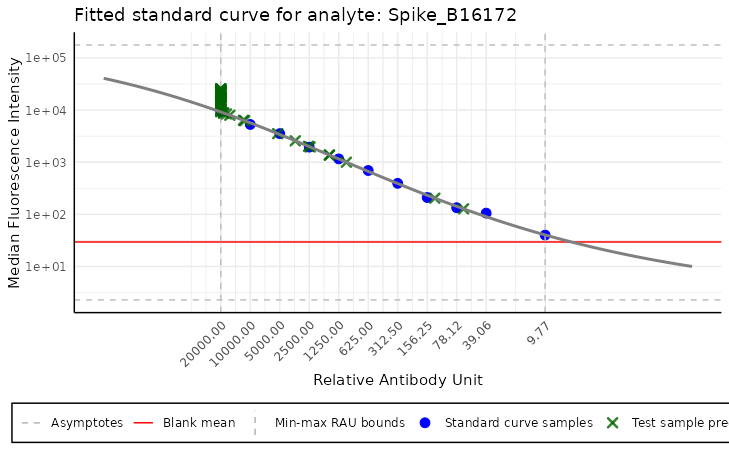 Fitted standard curve for analyte: Spike_B16172
Median Fluorescence Intensity
1e+05
1e+04
1e+03
1e+02
1e+01
20000.00
10000.00
5000.00
2500.00
1250.00
625.00
312.50
156.25
78.12
39.06
9.77
Relative Antibody Unit
Asymptotes
Blank mean
Min-max RAU bounds
Standard curve samples
Test sample pre